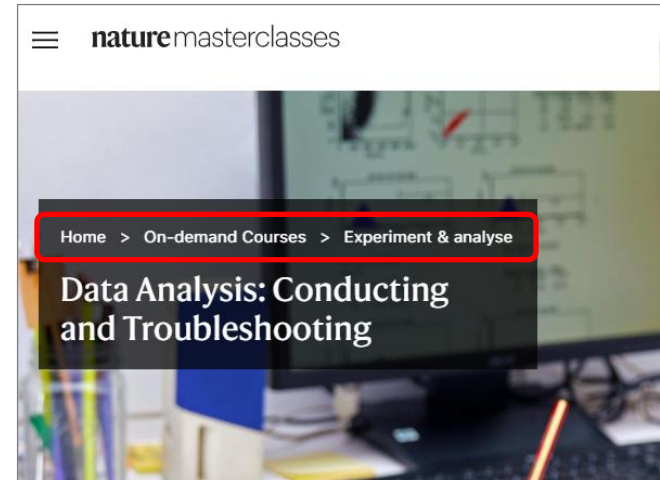 nature masterclasses
Home > On-demand Courses > Experiment & analyse
Data Analysis: Conducting
and Troubleshooting